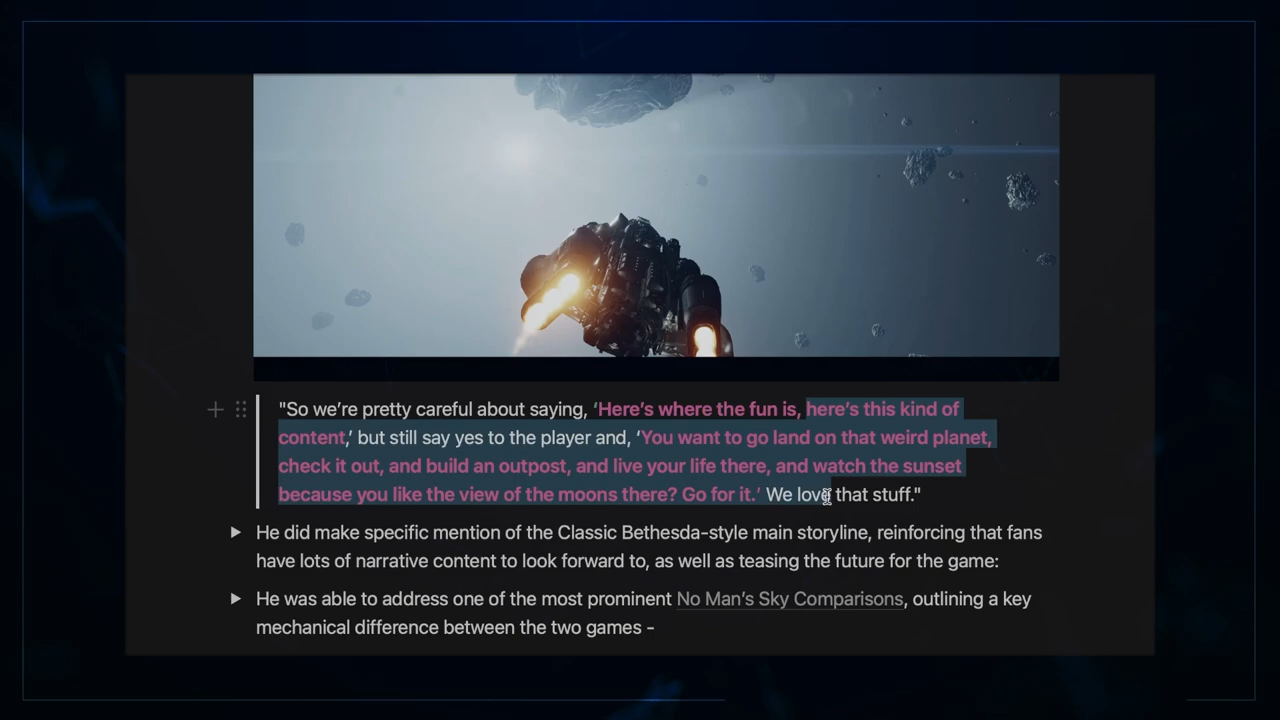 "So we’re pretty careful about saying, ‘Here’s where the fun is, here’s this kind of
content,’ but still say yes to the player and, ‘You want to go land on that weird planet,
check it out, and build an outpost, and live your life there, and watch the sunset
because you like the view of the moons there? Go for it.’ We love that stuff."
He did make specific mention of the Classic Bethesda-style main storyline, reinforcing that fans
have lots of narrative content to look forward to, as well as teasing the future for the game:
He was able to address one of the most prominent No Man’s Sky Comparisons, outlining a key
mechanical difference between the two games -